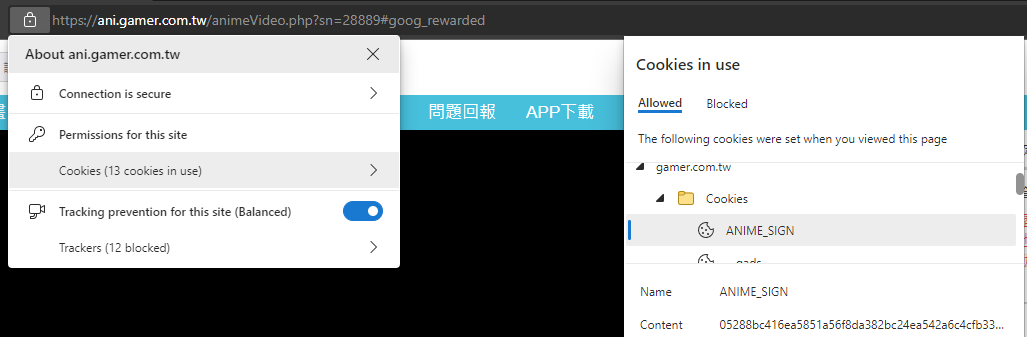 https://ani.gamer.com.tw/animeVideo.php?sn=28889#goog_rewarded
About ani.gamer.com.tw
Connection is secure
Permissions for this site
Cookies (13 cookies in use)
Tracking prevention for this site (Balanced)
Trackers (12 blocked)
問題回報 APP下載
Cookies in use
Allowed Blocked
The following cookies were set when you viewed this page
gamer.com.tw
Cookies
ANIME_SIGN
Name ANIME_SIGN
Content 05288bc416ea5851a56f8da382bc24ea542a6c4cfb33...